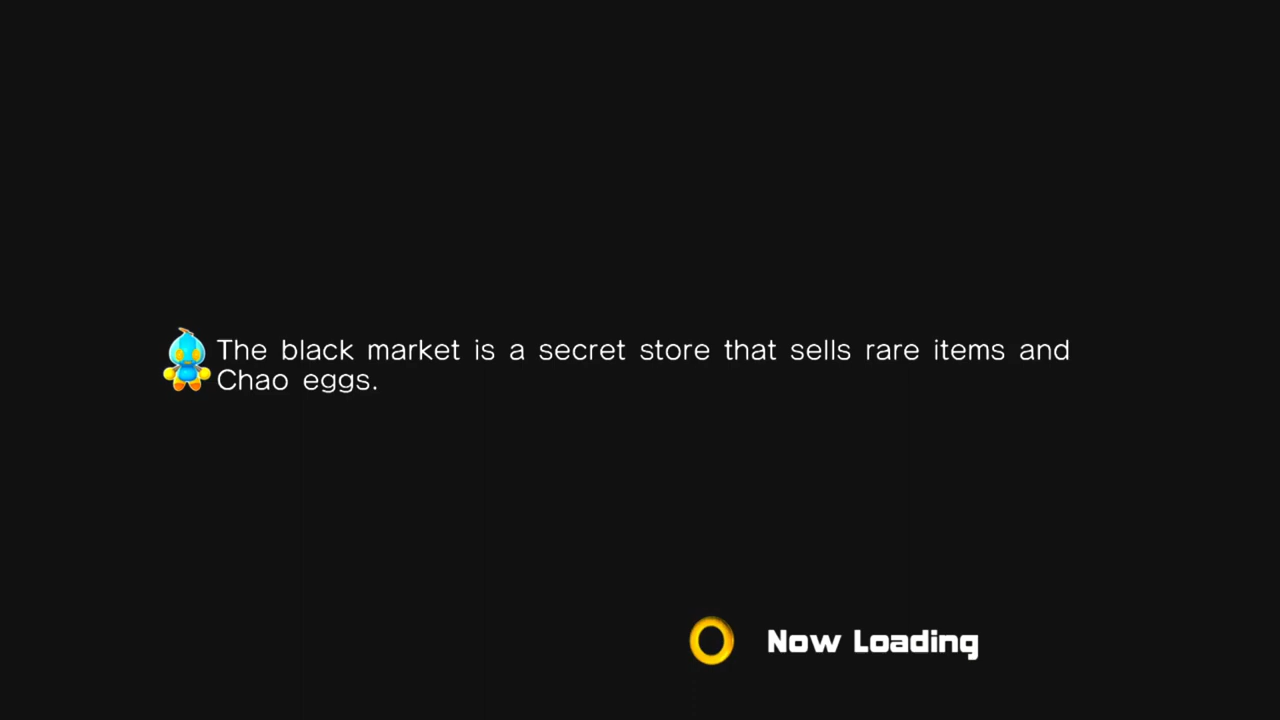 The black market is a secret store that sells rare items and
Chao eggs.
Now Loading